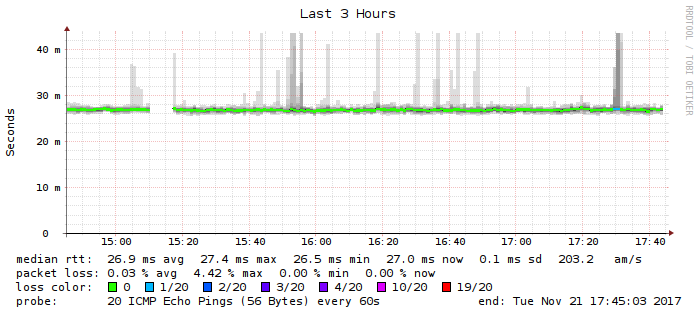 Last 3 Hours
RRDTOOL / TOBI OETIKER
Seconds
40 m
30 m
20 m
10 m
0
15:00 15:20 15:40 16:00 16:20 16:40 17:00 17:20 17:40
median rtt: 26.9 ms avg 27.4 ms max 26.5 ms min 27.0 ms now 0.1 ms sd 203.2 am/s
packet loss: 0.03 % avg 4.42 % max 0.00 % min 0.00 % now
loss color: 0 1/20 2/20 3/20 4/20 10/20 19/20
probe: 20 ICMP Echo Pings (56 Bytes) every 60s end: Tue Nov 21 17:45:03 2017